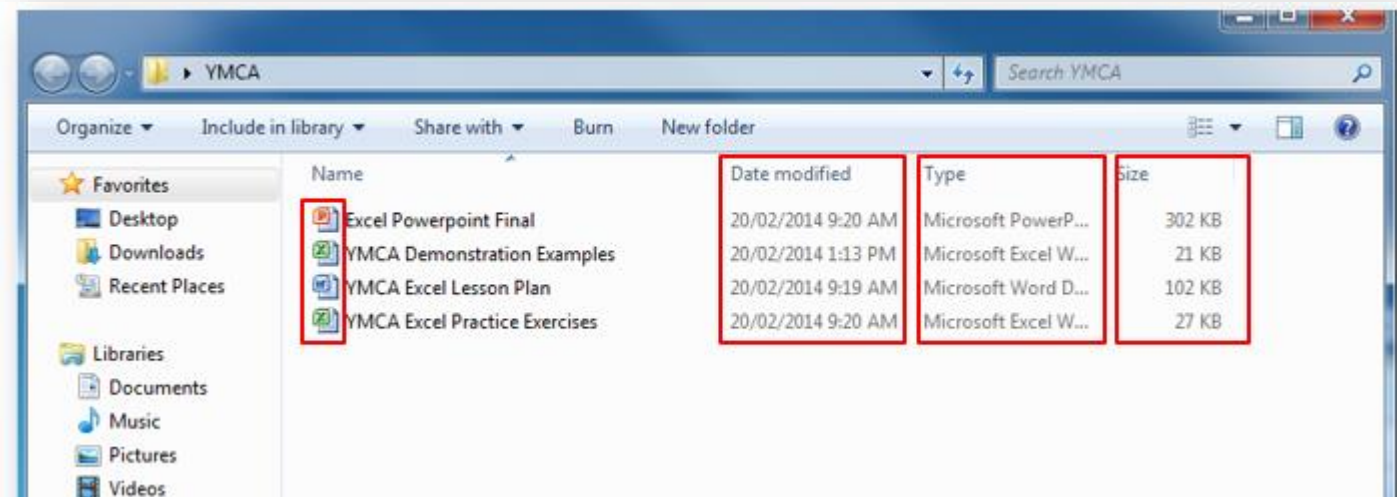 YMCA
Search YMCA
Organize Include in library Share with Burn New folder
Name Date modified Type Size
Favorites
Desktop
Downloads
Recent Places
Libraries
Documents
Music
Pictures
Videos
Excel Powerpoint Final 20/02/2014 9:20 AM Microsoft PowerP... 302 KB
YMCA Demonstration Examples 20/02/2014 1:13 PM Microsoft Excel W... 21 KB
YMCA Excel Lesson Plan 20/02/2014 9:19 AM Microsoft Word D... 102 KB
YMCA Excel Practice Exercises 20/02/2014 9:20 AM Microsoft Excel W... 27 KB